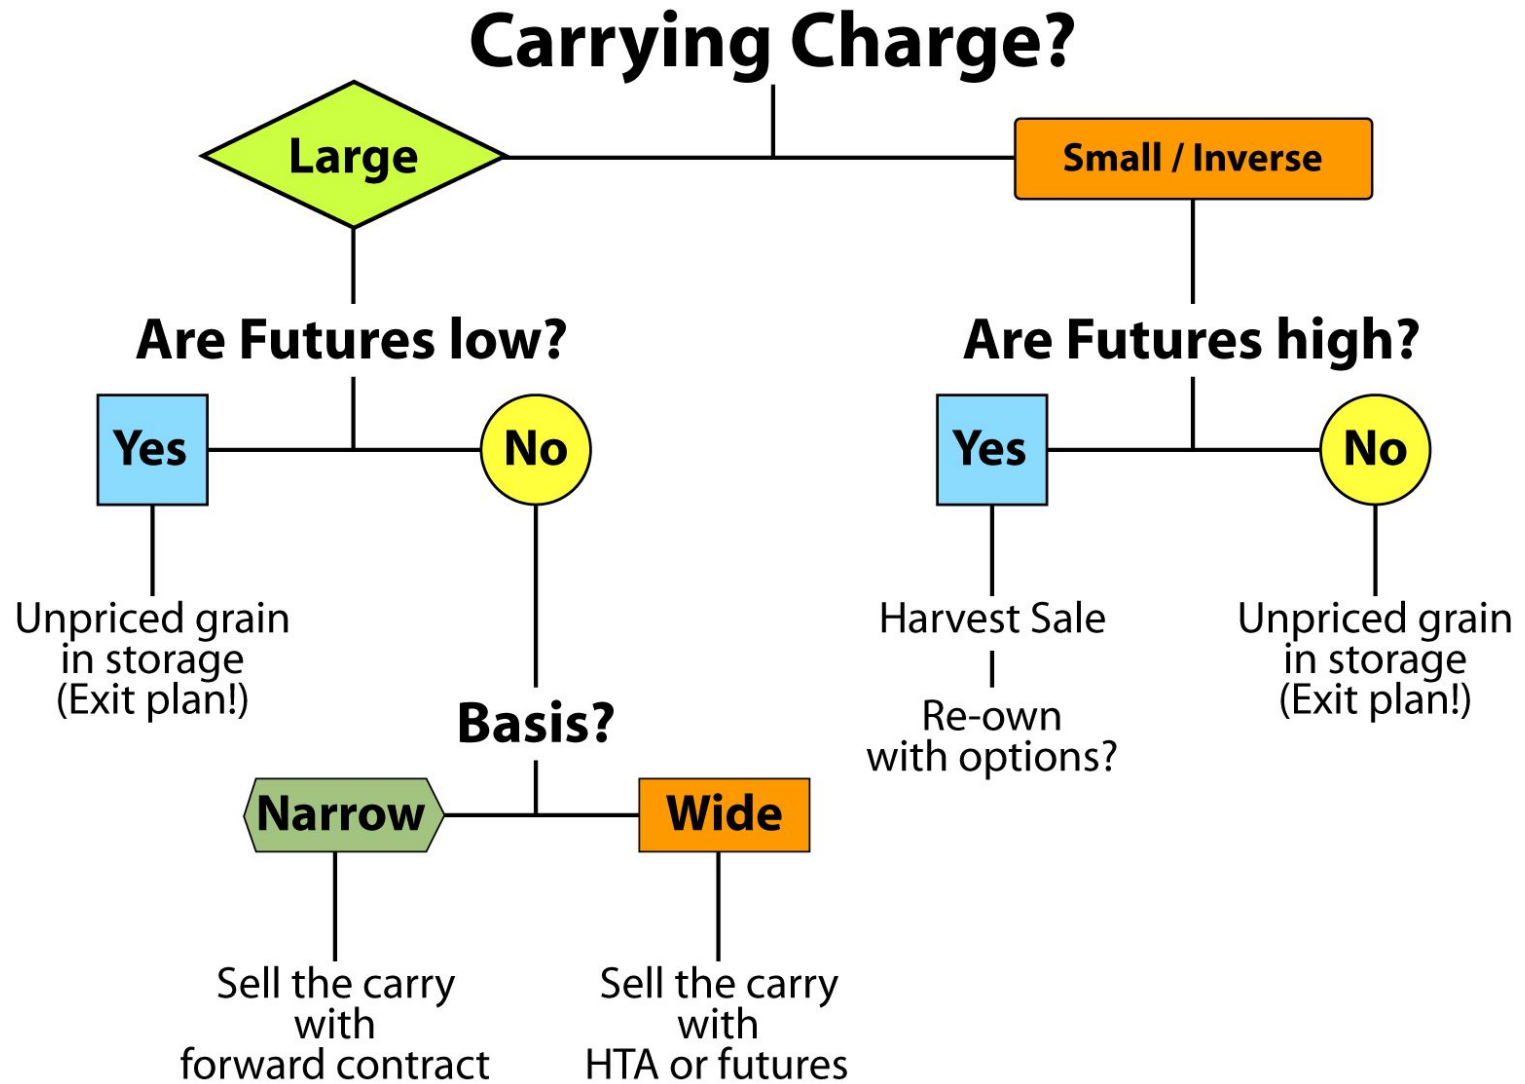 Carrying Charge?
Large
Small / Inverse
Are Futures low?
Are Futures high?
Yes
No
Yes
No
Unpriced grain
in storage
(Exit plan!)
Harvest Sale
Re-own
with options?
Unpriced grain
in storage
(Exit plan!)
Basis?
Narrow
Wide
Sell the carry
with
forward contract
Sell the carry
with
HTA or futures